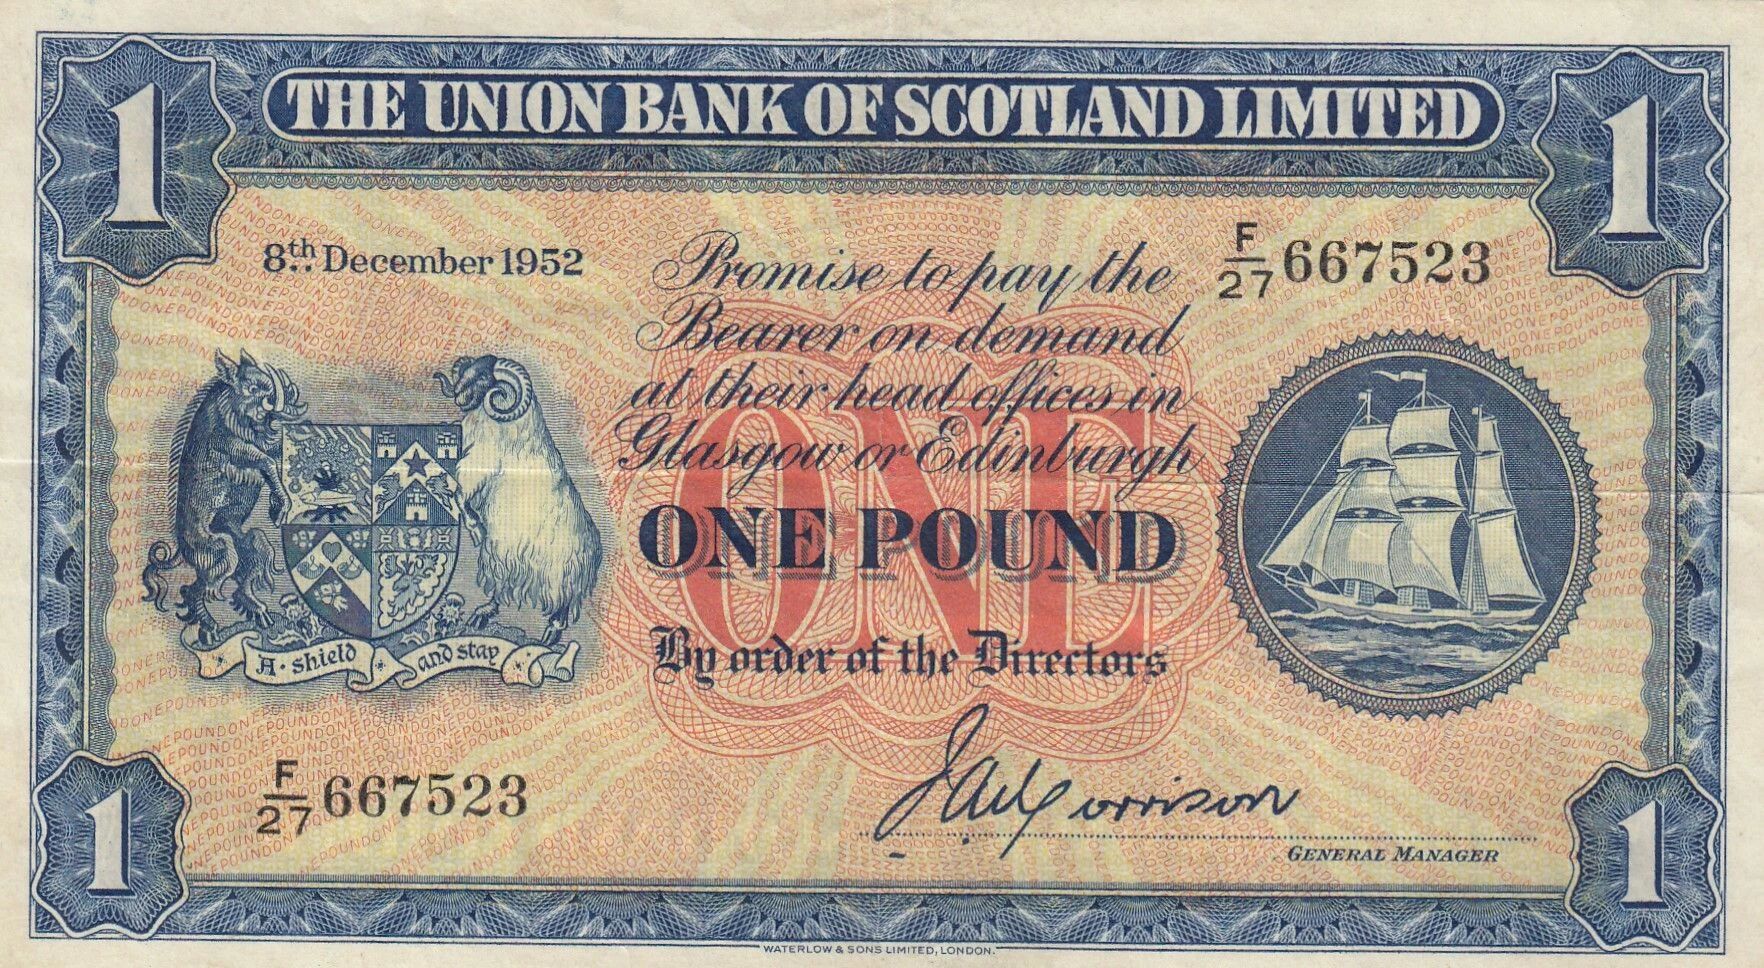 1
THE UNION BANK OF SCOTLAND LIMITED
1
8th December 1952
F/27 667523
Promise to pay the
Bearer on demand
at their head offices in
Glasgow or Edinburgh
ONE
ONE POUND
By order of the Directors
A · shield and stay
F/27 667523
GENERAL MANAGER
1
1
WATERLOW & SONS LIMITED, LONDON.